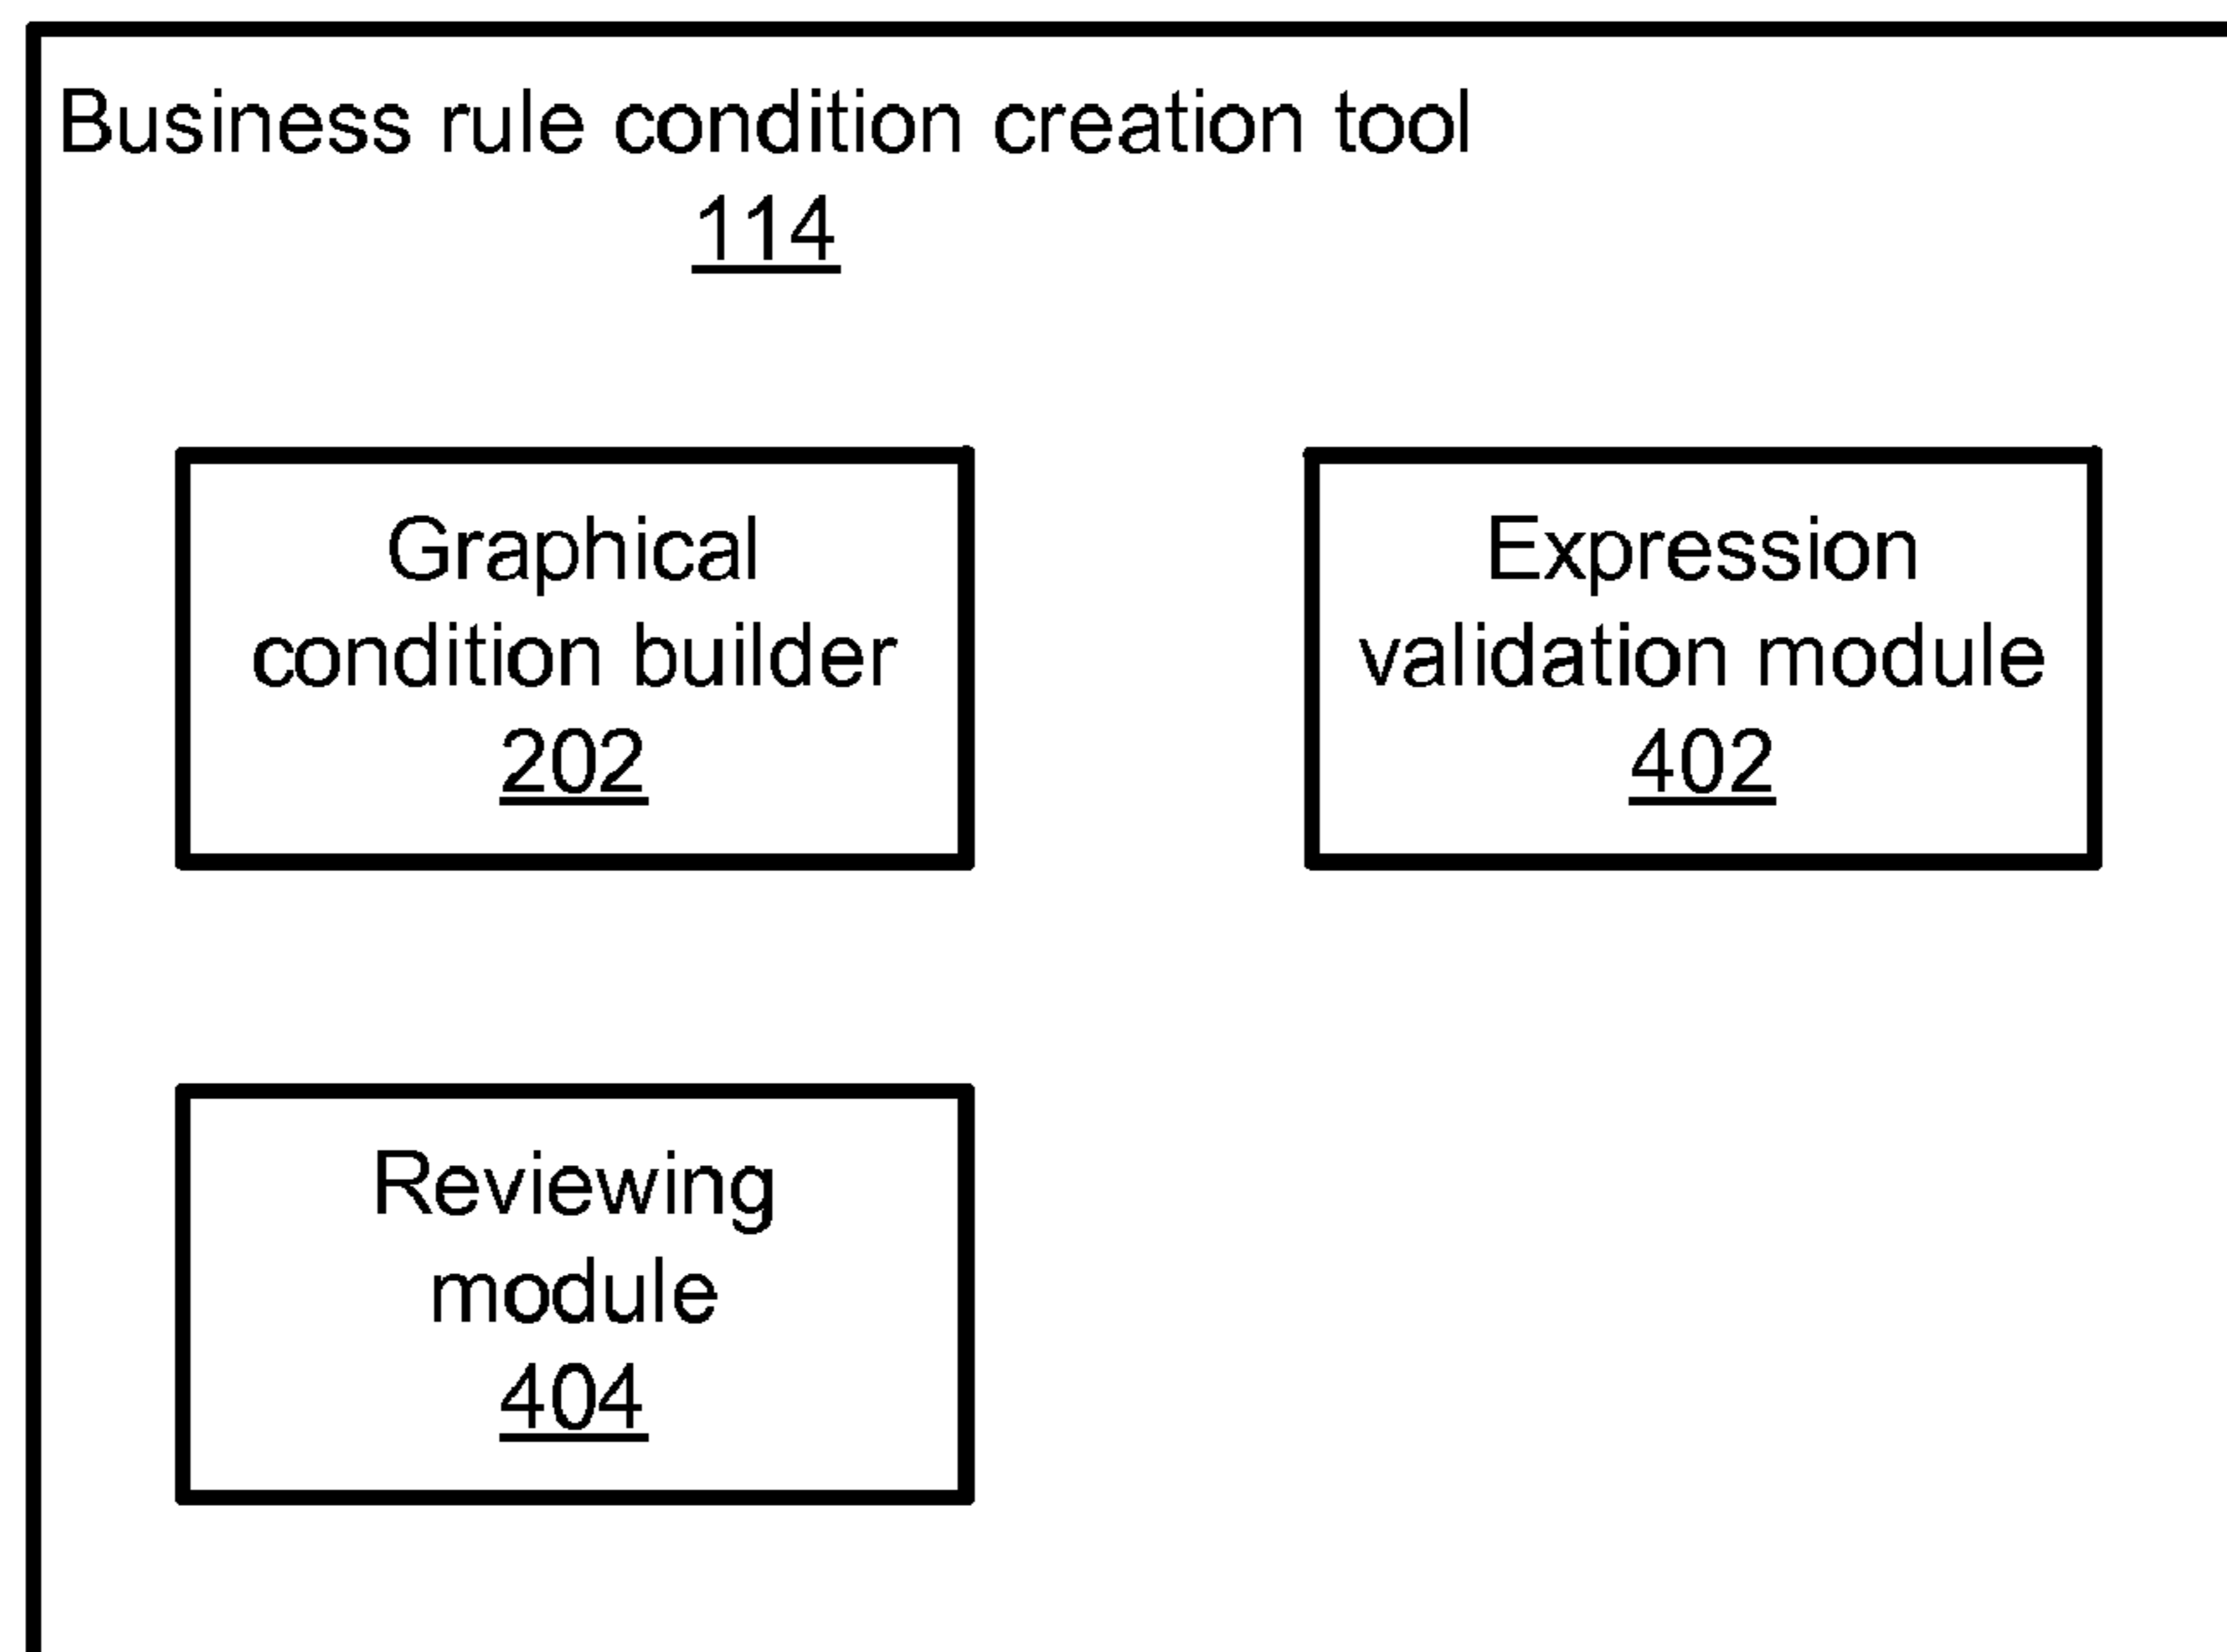 Business rule condition creation tool
114
Graphical
condition builder
202
Expression
validation module
402
Reviewing
module
404